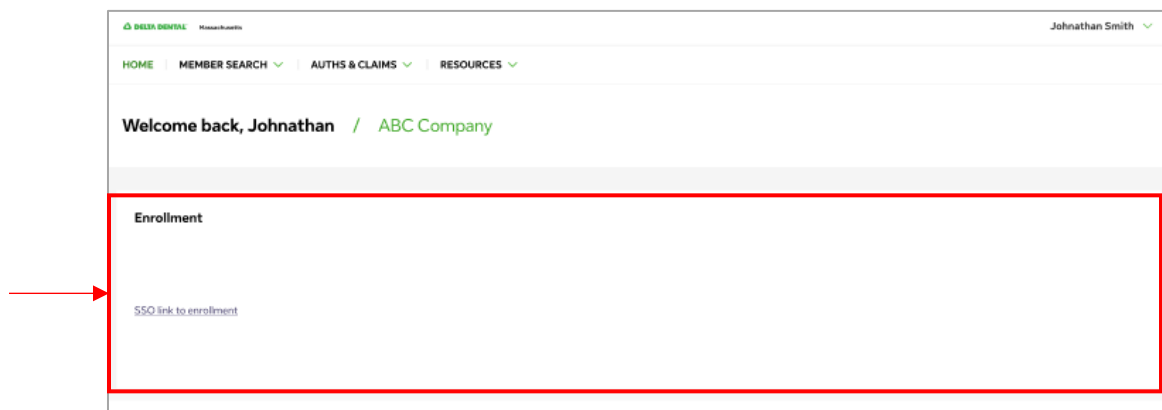 DELTA DENTAL Massachusetts
Johnathan Smith
HOME MEMBER SEARCH AUTHS & CLAIMS RESOURCES
Welcome back, Johnathan / ABC Company
Enrollment
SSO link to enrollment